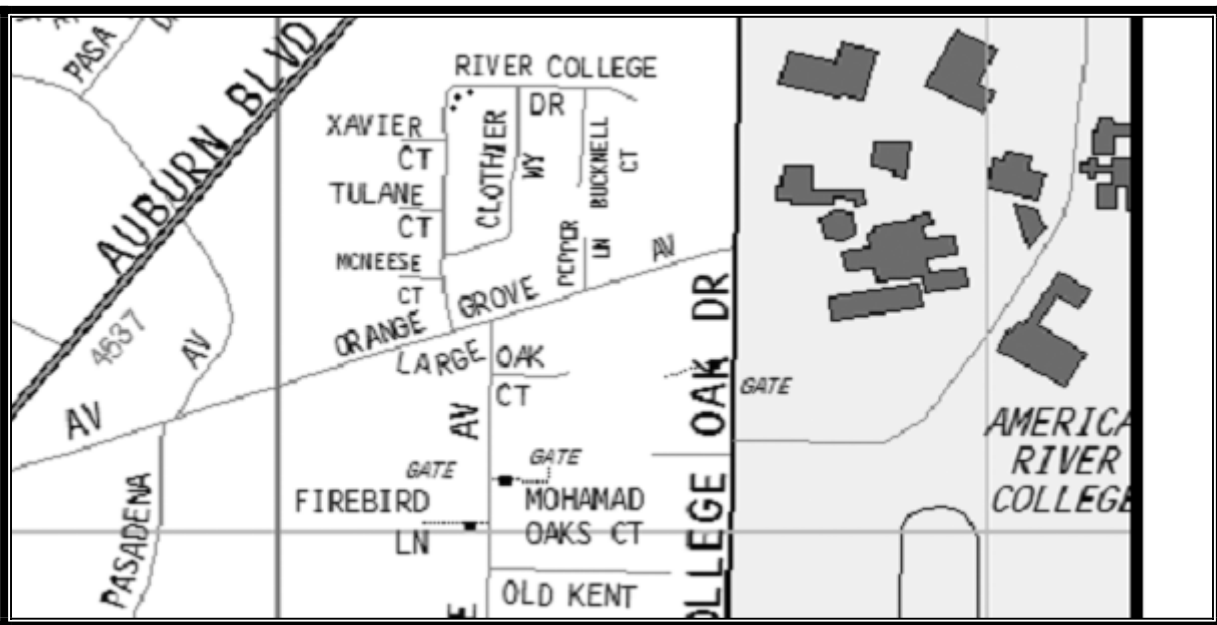 PASA
AUBURN BLVD
RIVER COLLEGE
DR
XAVIER
CT
CLOTHIER
WY
BUCKNELL
CT
TULANE
CT
MCNEESE
CT
PEPPER
LN
AV
GROVE
ORANGE
4637
AV
AV
LARGE OAK
CT
AV
GATE
GATE
GATE
FIREBIRD
LN
MOHAMAD
OAKS CT
OLD KENT
PASADENA
OLLEGE OAK DR
AMERICA
RIVER
COLLEGE